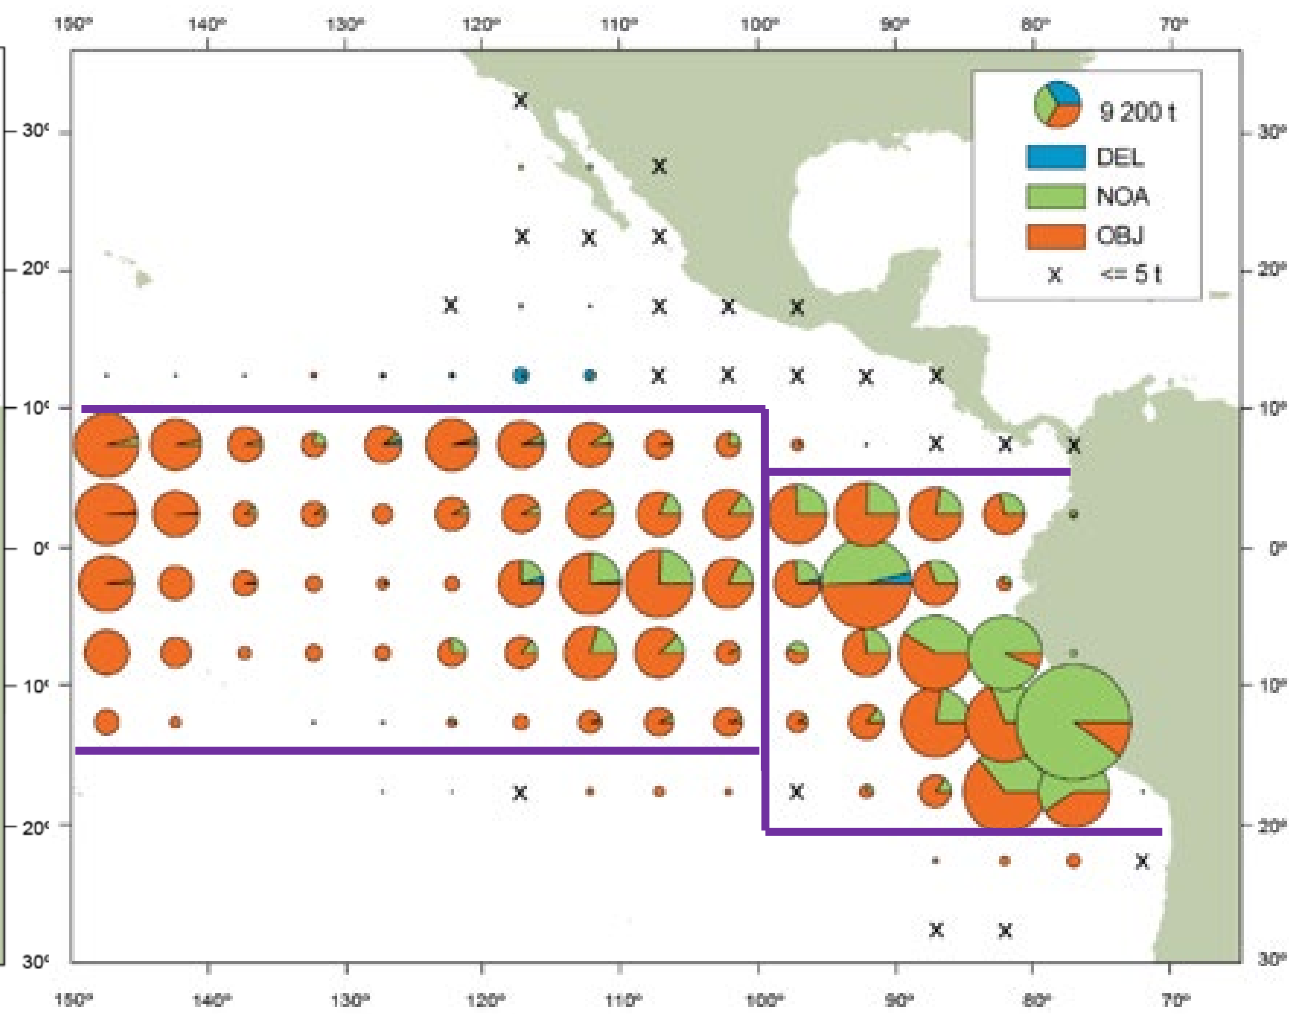 150° 140° 130° 120° 110° 100° 90° 80° 70°
9 200 t
DEL
NOA
OBJ
x <= 5 t
x
30° 30°
x
x x x
20° 20°
x x x x
x x x x x
10° 10°
x x x
0° 0°
10° 10°
x x
20° 20°
x
x x
30° 30°
150° 140° 130° 120° 110° 100° 90° 80° 70°